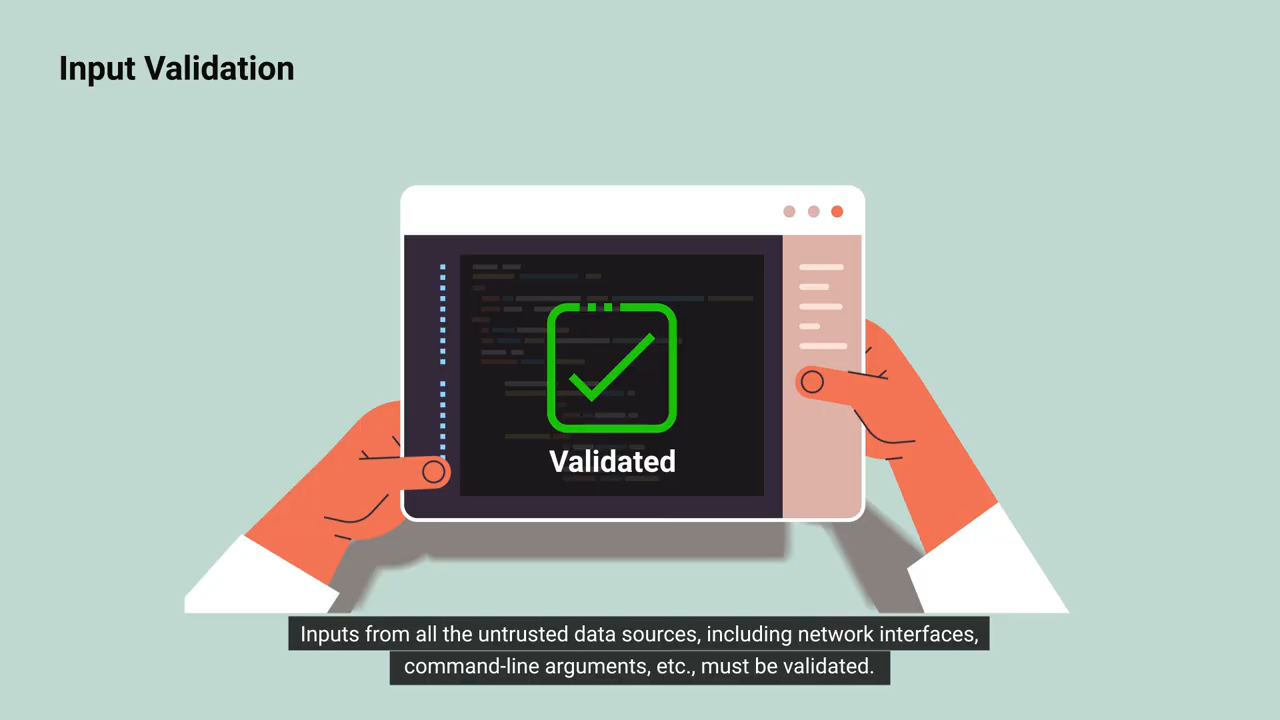 Input Validation
Validated
Inputs from all the untrusted data sources, including network interfaces,
command-line arguments, etc., must be validated.